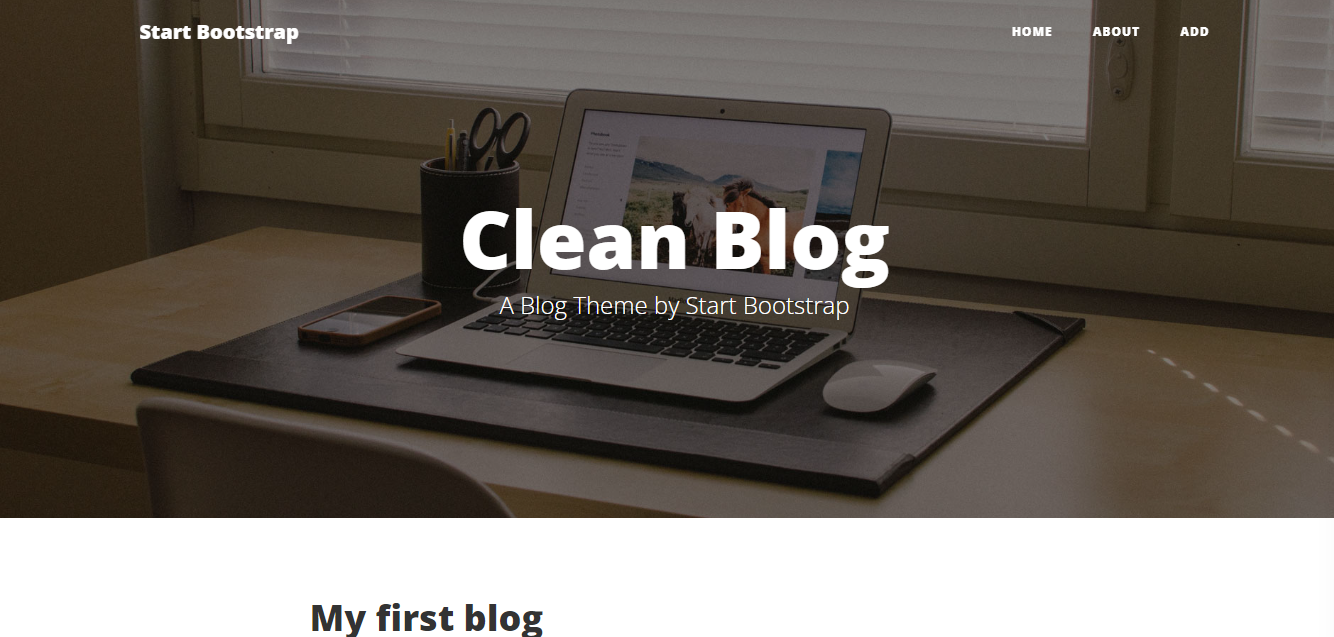 Start Bootstrap
HOME ABOUT ADD
Clean Blog
A Blog Theme by Start Bootstrap
My first blog